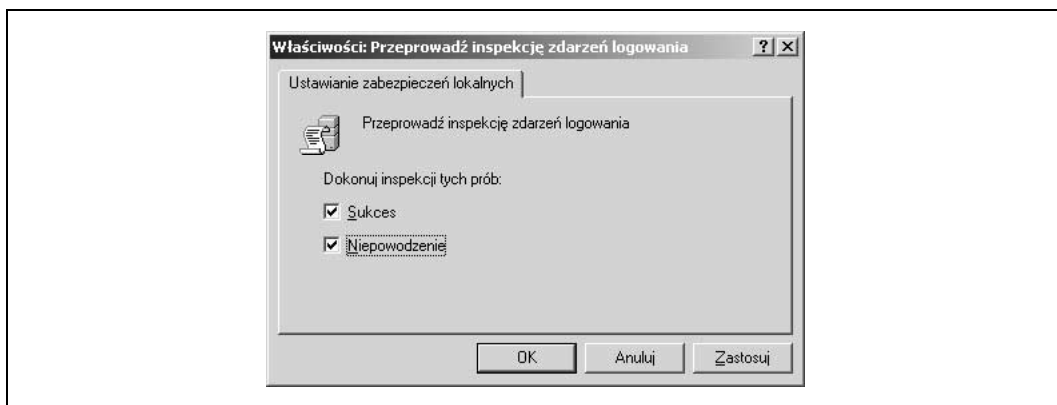 Właściwości: Przeprowadź inspekcję zdarzeń logowania
Ustawianie zabezpieczeń lokalnych
Przeprowadź inspekcję zdarzeń logowania
Dokonuj inspekcji tych prób:
Sukces
Niepowodzenie
OK Anuluj Zastosuj